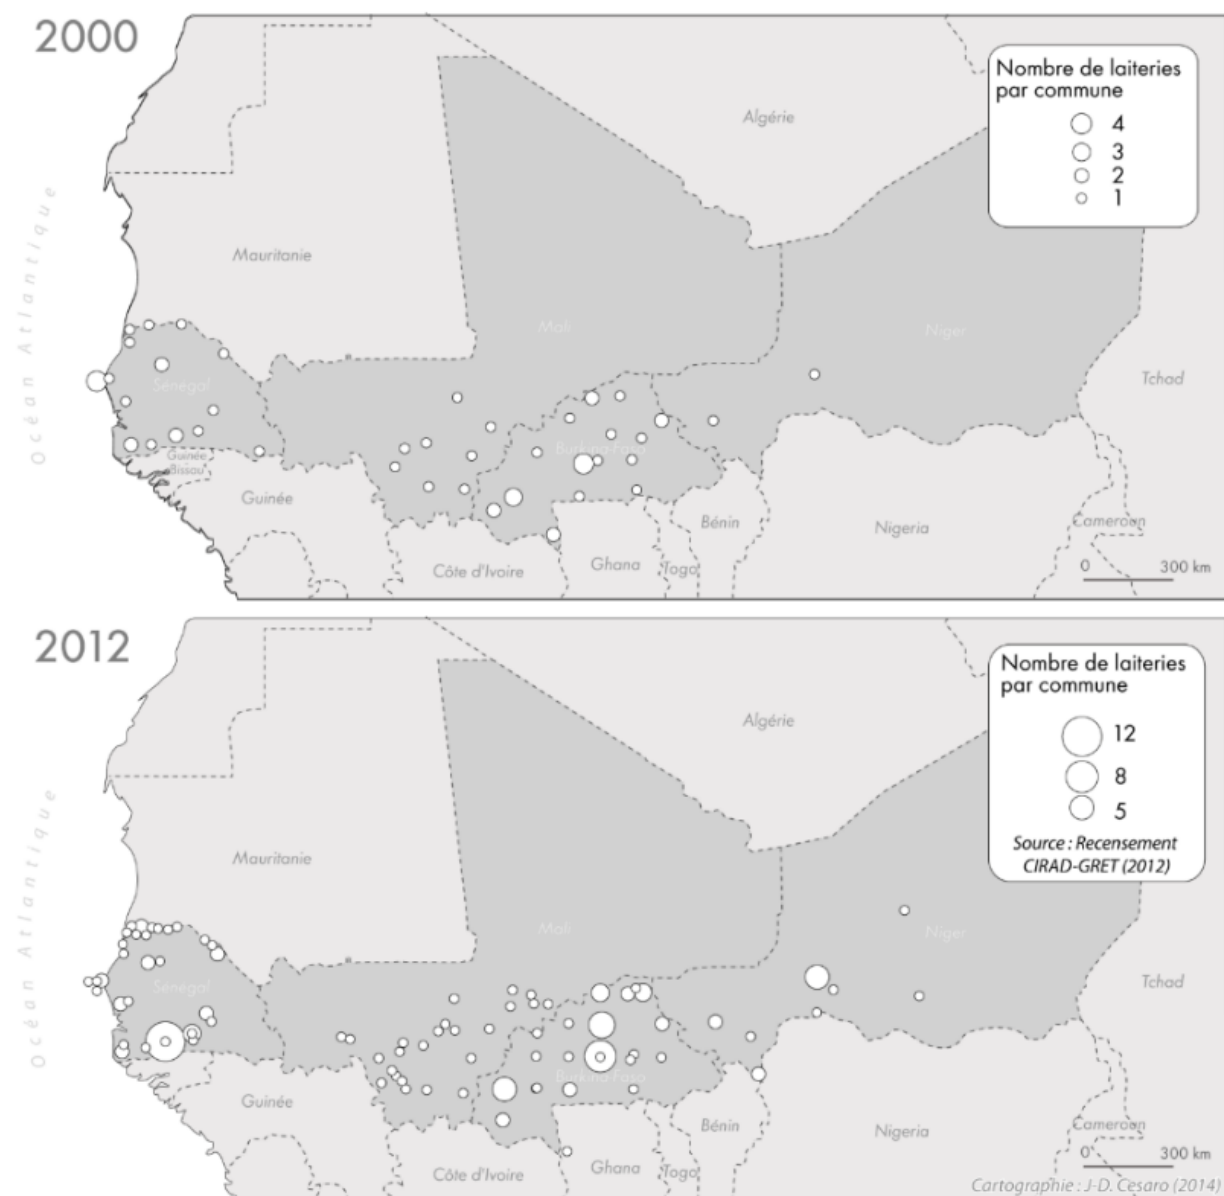 2000
Nombre de laiteries
par commune
4
3
2
1
Algérie
Océan Atlantique
Mauritanie
Mali
Niger
Tchad
Sénégal
Burkina-Faso
Guinée
Bissau
Guinée
Bénin
Nigeria
Cameroun
Côte d'Ivoire
Ghana
Togo
0 300 km
2012
Nombre de laiteries
par commune
12
8
5
Source : Recensement
CIRAD-GRET (2012)
Algérie
Océan Atlantique
Mauritanie
Mali
Niger
Tchad
Sénégal
Burkina-Faso
Guinée
Bénin
Nigeria
Cameroun
Côte d'Ivoire
Ghana
Togo
0 300 km
Cartographie : J-D. Cesaro (2014)